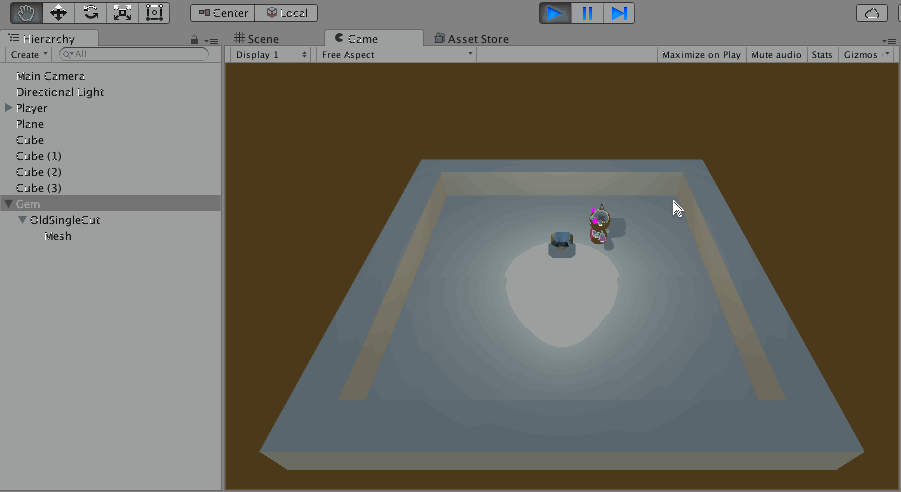 Center Local
Hierarchy Scene Game Asset Store
Create All Display 1 Free Aspect Maximize on Play Mute audio Stats Gizmos
Main Camera
Directional Light
Player
Plane
Cube
Cube (1)
Cube (2)
Cube (3)
Gem
OldSingleCut
Mesh